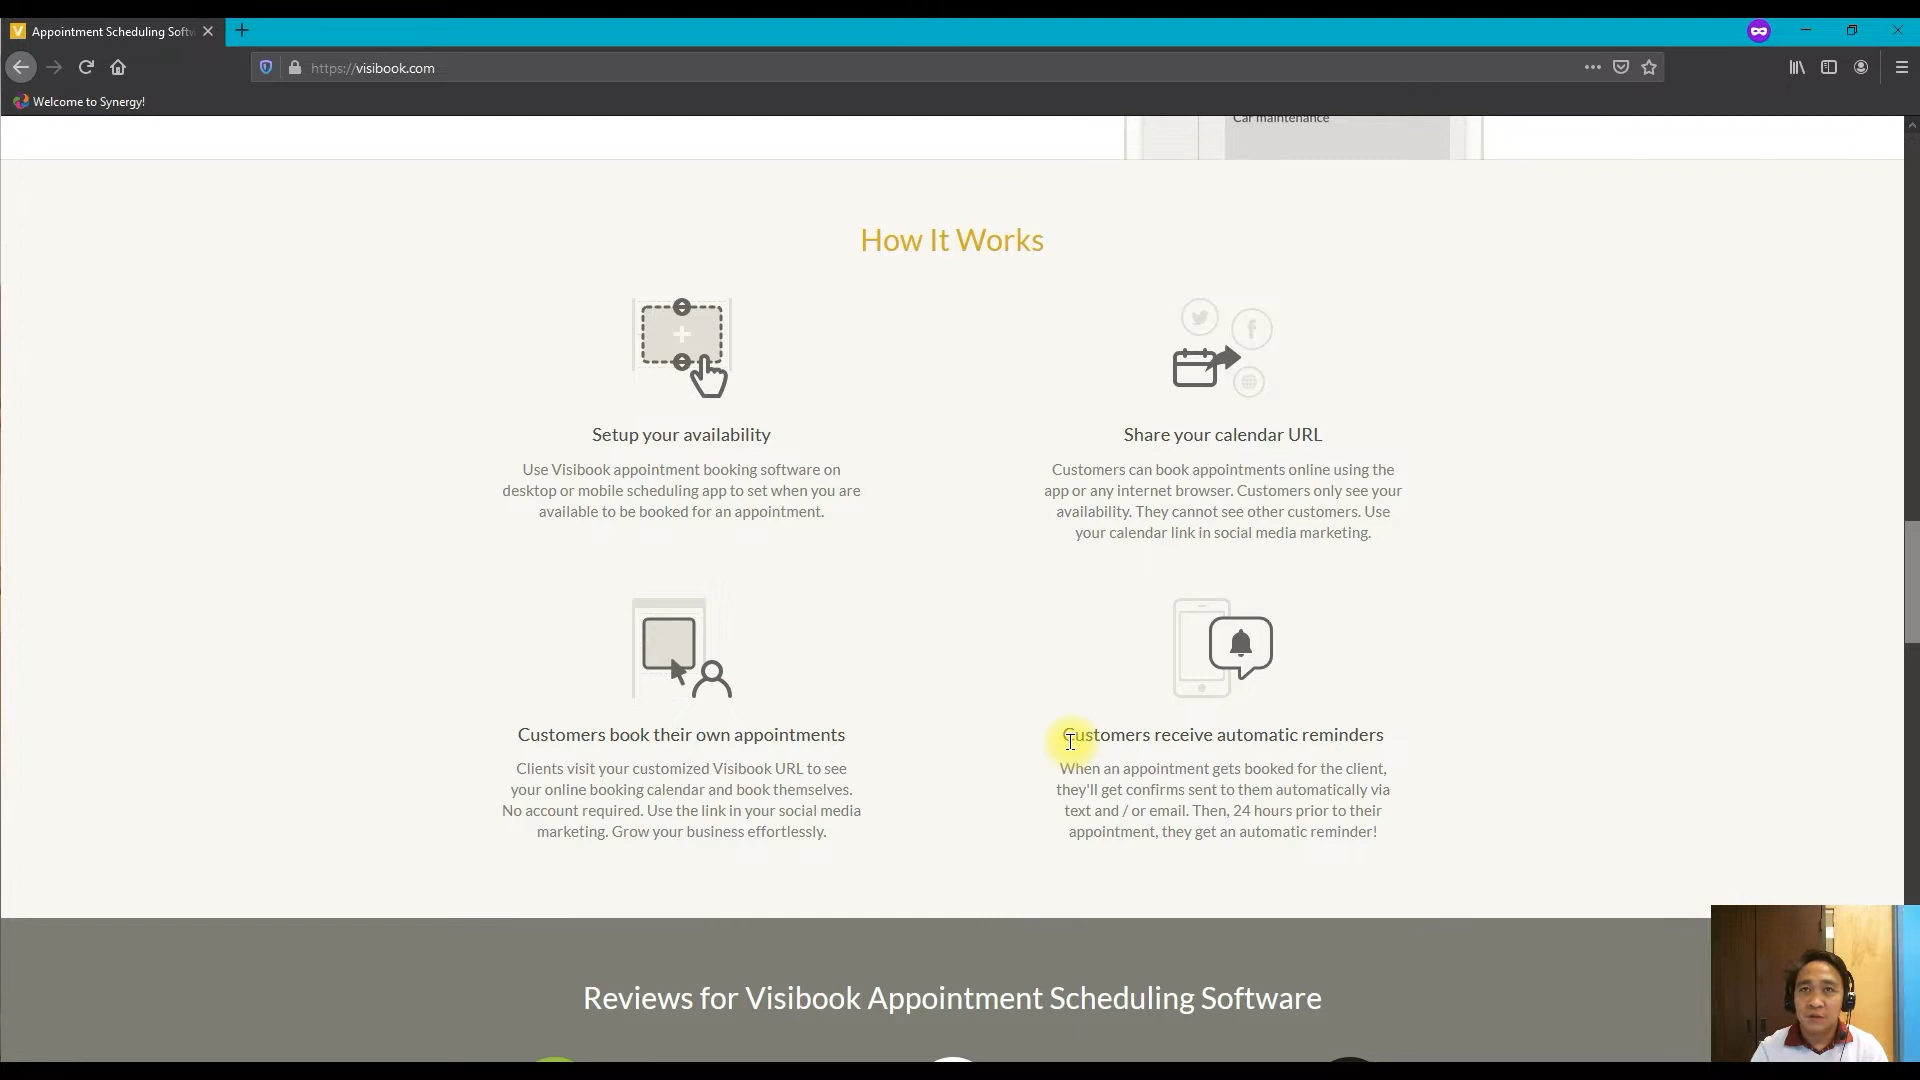 Appointment Scheduling Softw
https://visibook.com
Welcome to Synergy!
Car maintenance
How It Works
Setup your availability
Use Visibook appointment booking software on
desktop or mobile scheduling app to set when you are
available to be booked for an appointment.
Share your calendar URL
Customers can book appointments online using the
app or any internet browser. Customers only see your
availability. They cannot see other customers. Use
your calendar link in social media marketing.
Customers book their own appointments
Clients visit your customized Visibook URL to see
your online booking calendar and book themselves.
No account required. Use the link in your social media
marketing. Grow your business effortlessly.
Customers receive automatic reminders
When an appointment gets booked for the client,
they'll get confirms sent to them automatically via
text and / or email. Then, 24 hours prior to their
appointment, they get an automatic reminder!
Reviews for Visibook Appointment Scheduling Software